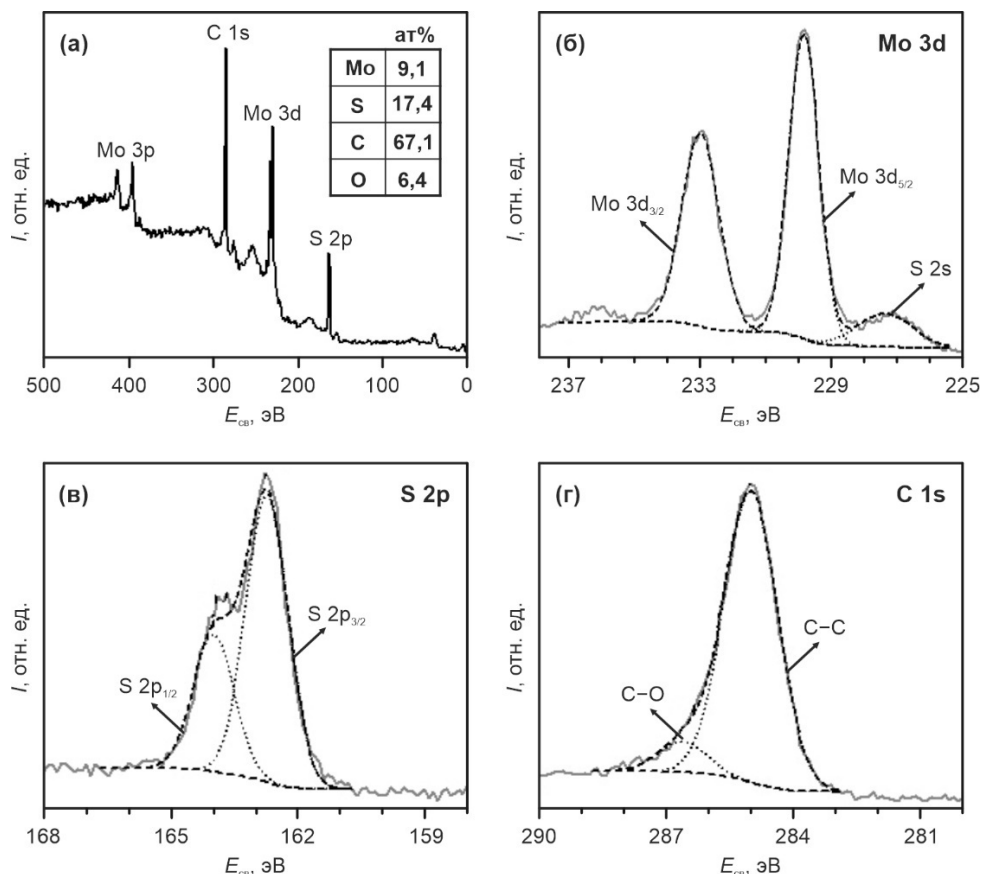 (а)
C 1s
Mo 3d
Mo 3p
S 2p
ат%
Mo 9,1
S 17,4
C 67,1
O 6,4
I, отн. ед.
500 400 300 200 100 0
Eсв, эВ
(б)
Mo 3d
Mo 3d3/2
Mo 3d5/2
S 2s
I, отн. ед.
237 233 229 225
Eсв, эВ
(в)
S 2p
S 2p3/2
S 2p1/2
I, отн. ед.
168 165 162 159
Eсв, эВ
(г)
C 1s
C–C
C–O
I, отн. ед.
290 287 284 281
Eсв, эВ